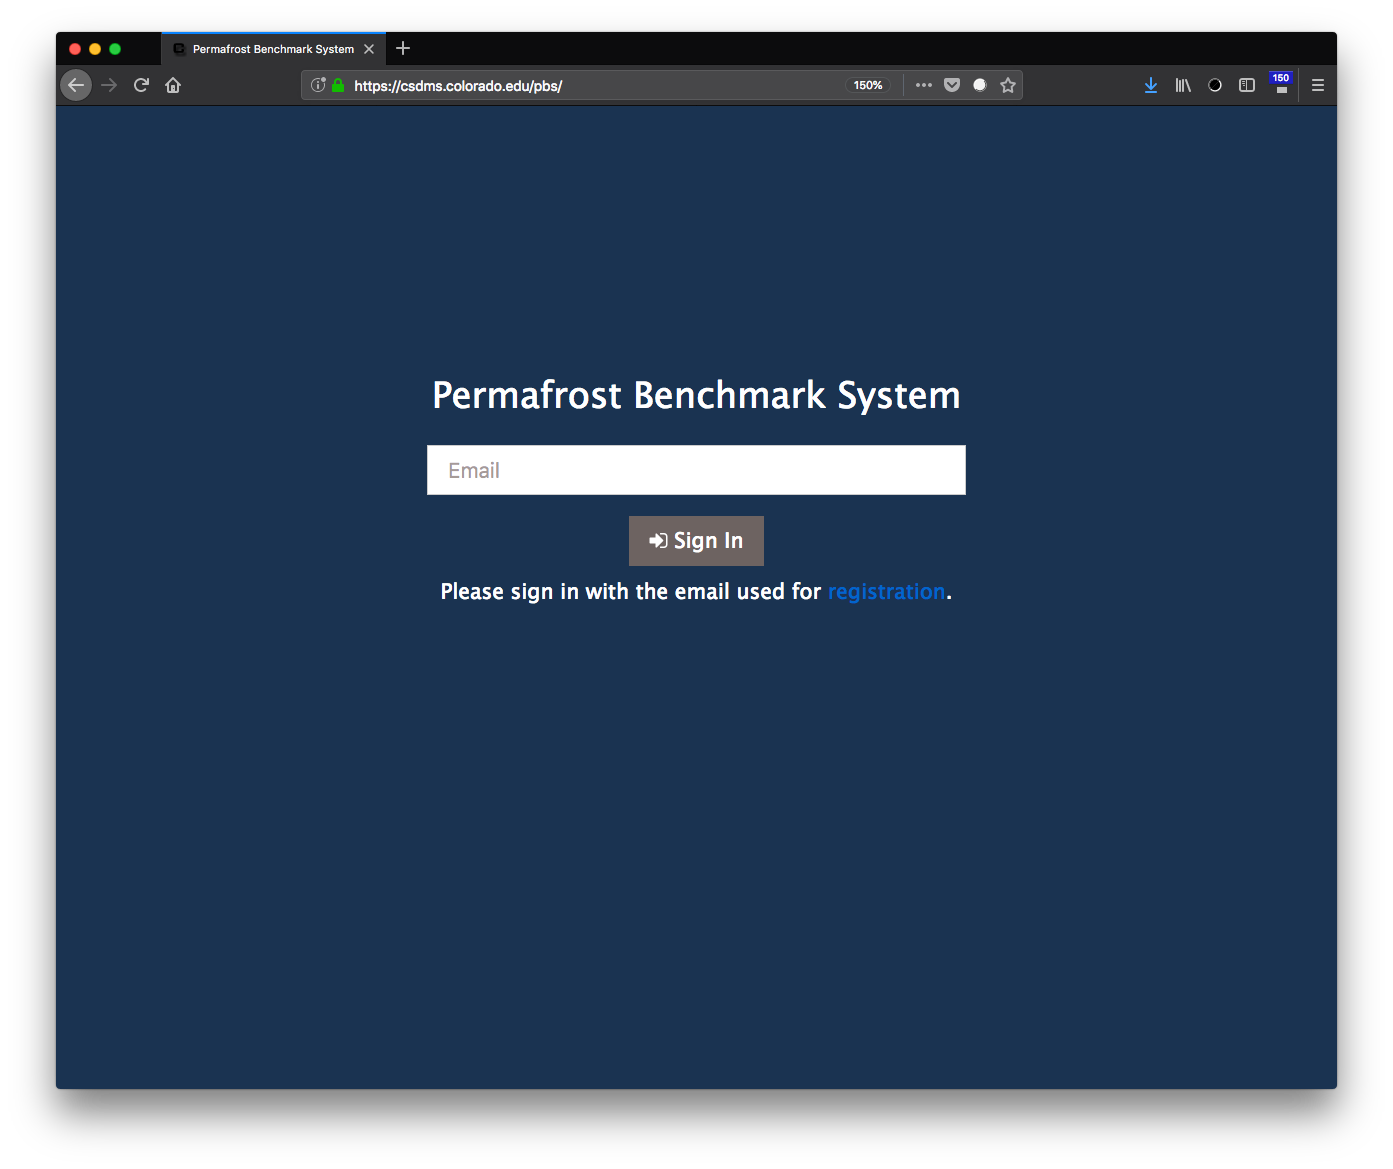 Permafrost Benchmark System
https://csdms.colorado.edu/pbs/
150%
150
Permafrost Benchmark System
Email
Sign In
Please sign in with the email used for registration.